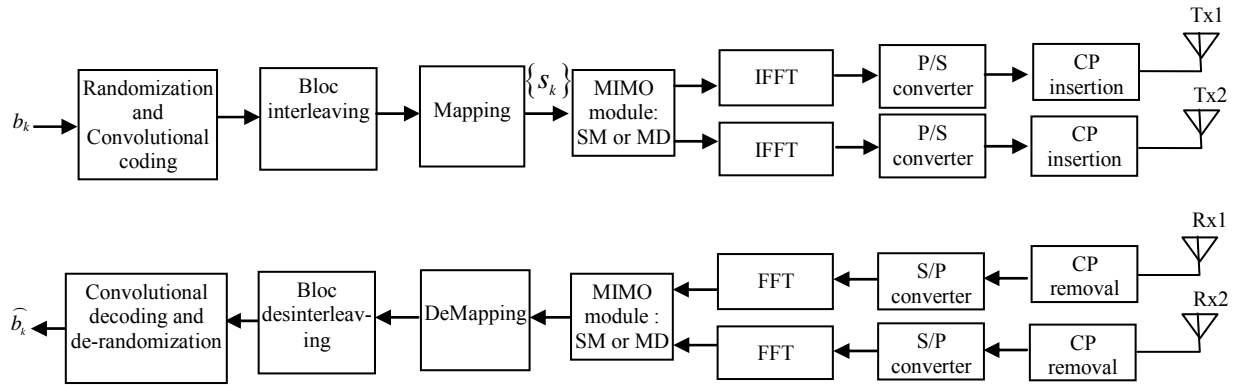 Tx1
b_k
Randomization
and
Convolutional
coding
Bloc
interleaving
Mapping
{s_k}
MIMO
module:
SM or MD
IFFT
P/S
converter
CP
insertion
Tx2
IFFT
P/S
converter
CP
insertion
Rx1
\widehat{b_k}
Convolutional
decoding and
de-randomization
Bloc
desinterleav-
ing
DeMapping
MIMO
module :
SM or MD
FFT
S/P
converter
CP
removal
Rx2
FFT
S/P
converter
CP
removal